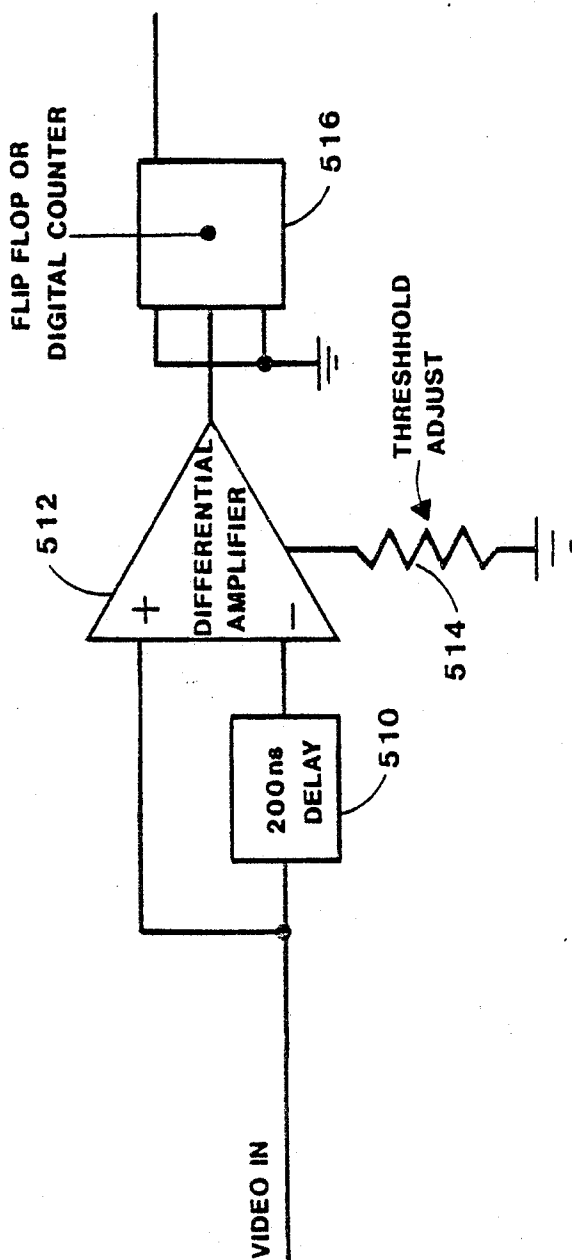 VIDEO IN
200ns
DELAY
510
+
DIFFERENTIAL
AMPLIFIER
−
512
THRESHHOLD
ADJUST
514
FLIP FLOP OR
DIGITAL COUNTER
516